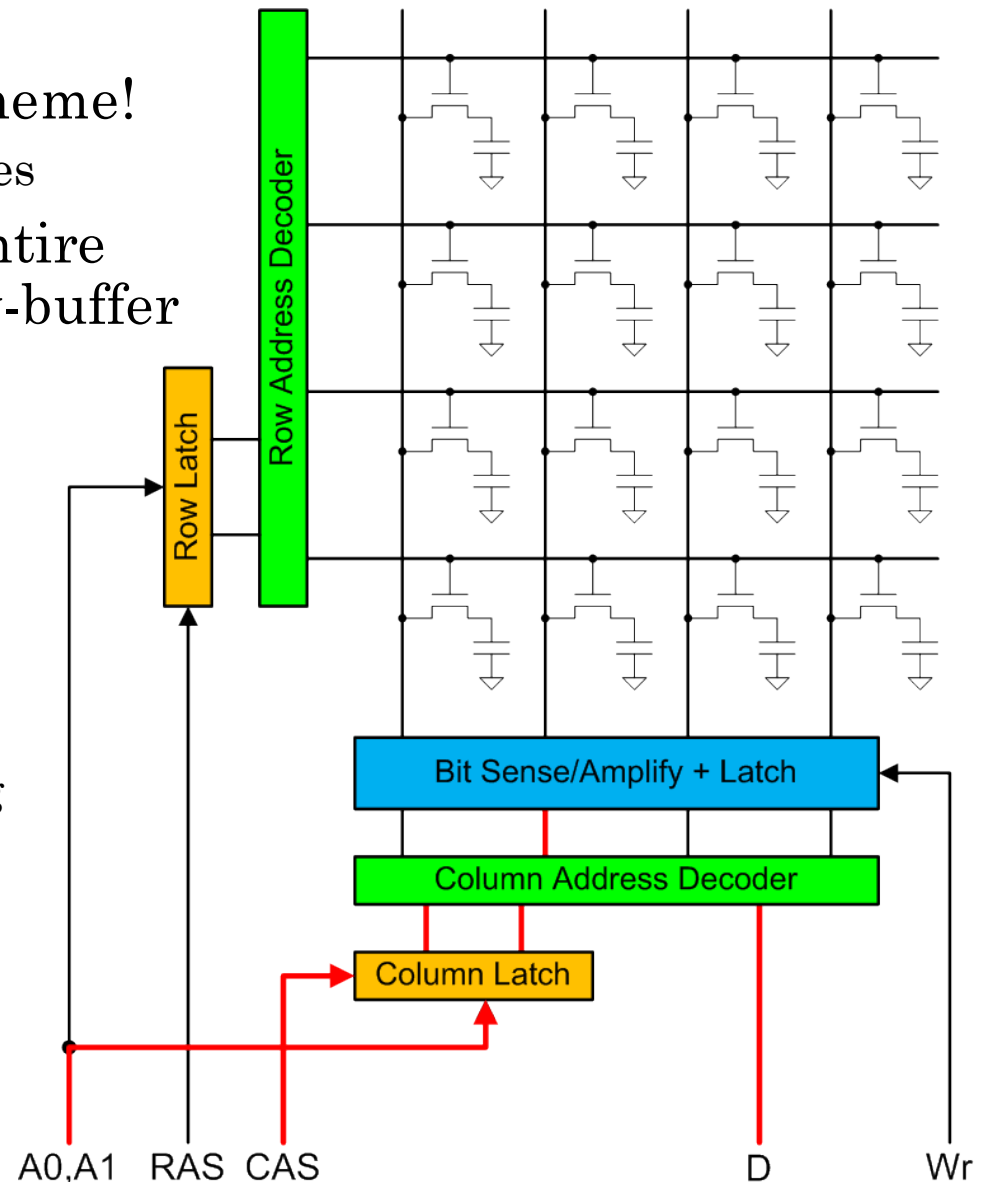 neme!
es
ntire
-buffer
Row Address Decoder
Row Latch
Bit Sense/Amplify + Latch
g
Column Address Decoder
Column Latch
A0,A1 RAS CAS D Wr